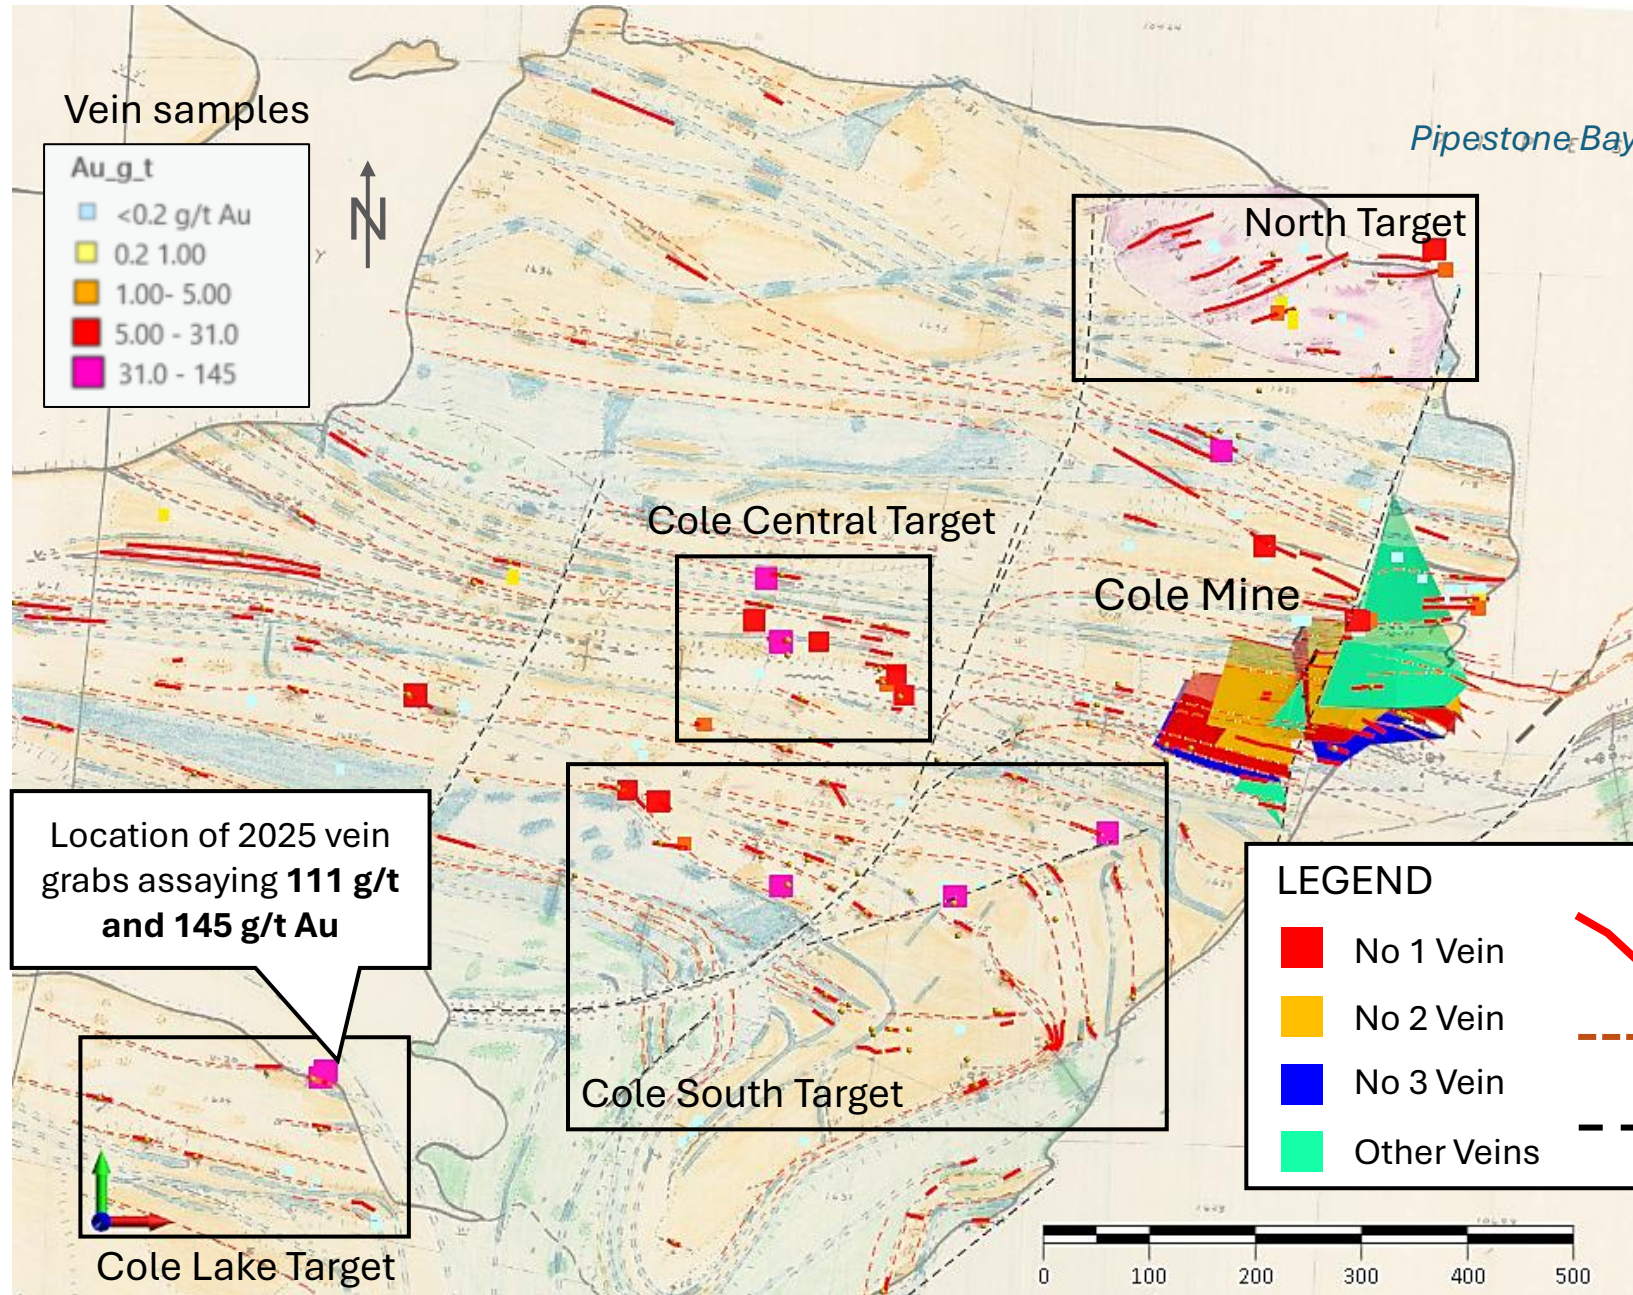 Vein samples
Au_g_t
<0.2 g/t Au
0.2 1.00
1.00- 5.00
5.00 - 31.0
31.0 - 145
N
Pipestone Bay
North Target
Cole Central Target
Cole Mine
Location of 2025 vein
grabs assaying 111 g/t
and 145 g/t Au
Cole South Target
Cole Lake Target
LEGEND
No 1 Vein
No 2 Vein
No 3 Vein
Other Veins
0 100 200 300 400 500